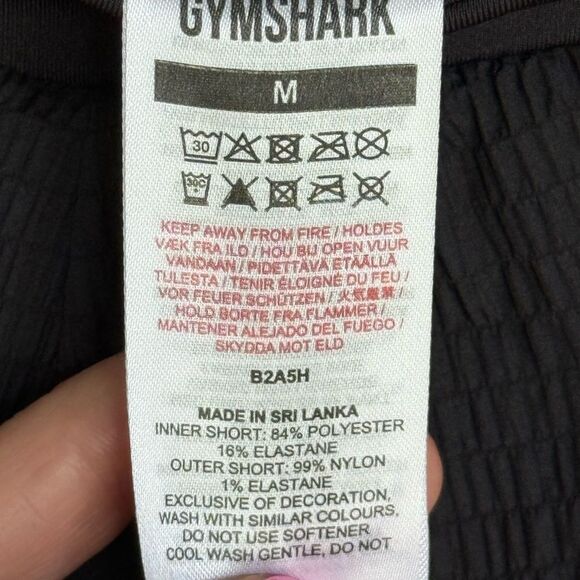 GYMSHARK
M
30
30C
KEEP AWAY FROM FIRE / HOLDES
VÆK FRA ILD / HOU BIJ OPEN VUUR
VANDAAN / PIDETTÄVÄ ETÄÄLLÄ
TULESTA / TENIR ÉLOIGNÉ DU FEU /
VOR FEUER SCHÜTZEN / 火気厳禁 /
HOLD BORTE FRA FLAMMER /
MANTENER ALEJADO DEL FUEGO /
SKYDDA MOT ELD
B2A5H
MADE IN SRI LANKA
INNER SHORT: 84% POLYESTER
16% ELASTANE
OUTER SHORT: 99% NYLON
1% ELASTANE
EXCLUSIVE OF DECORATION,
WASH WITH SIMILAR COLOURS,
DO NOT USE SOFTENER
COOL WASH GENTLE, DO NOT